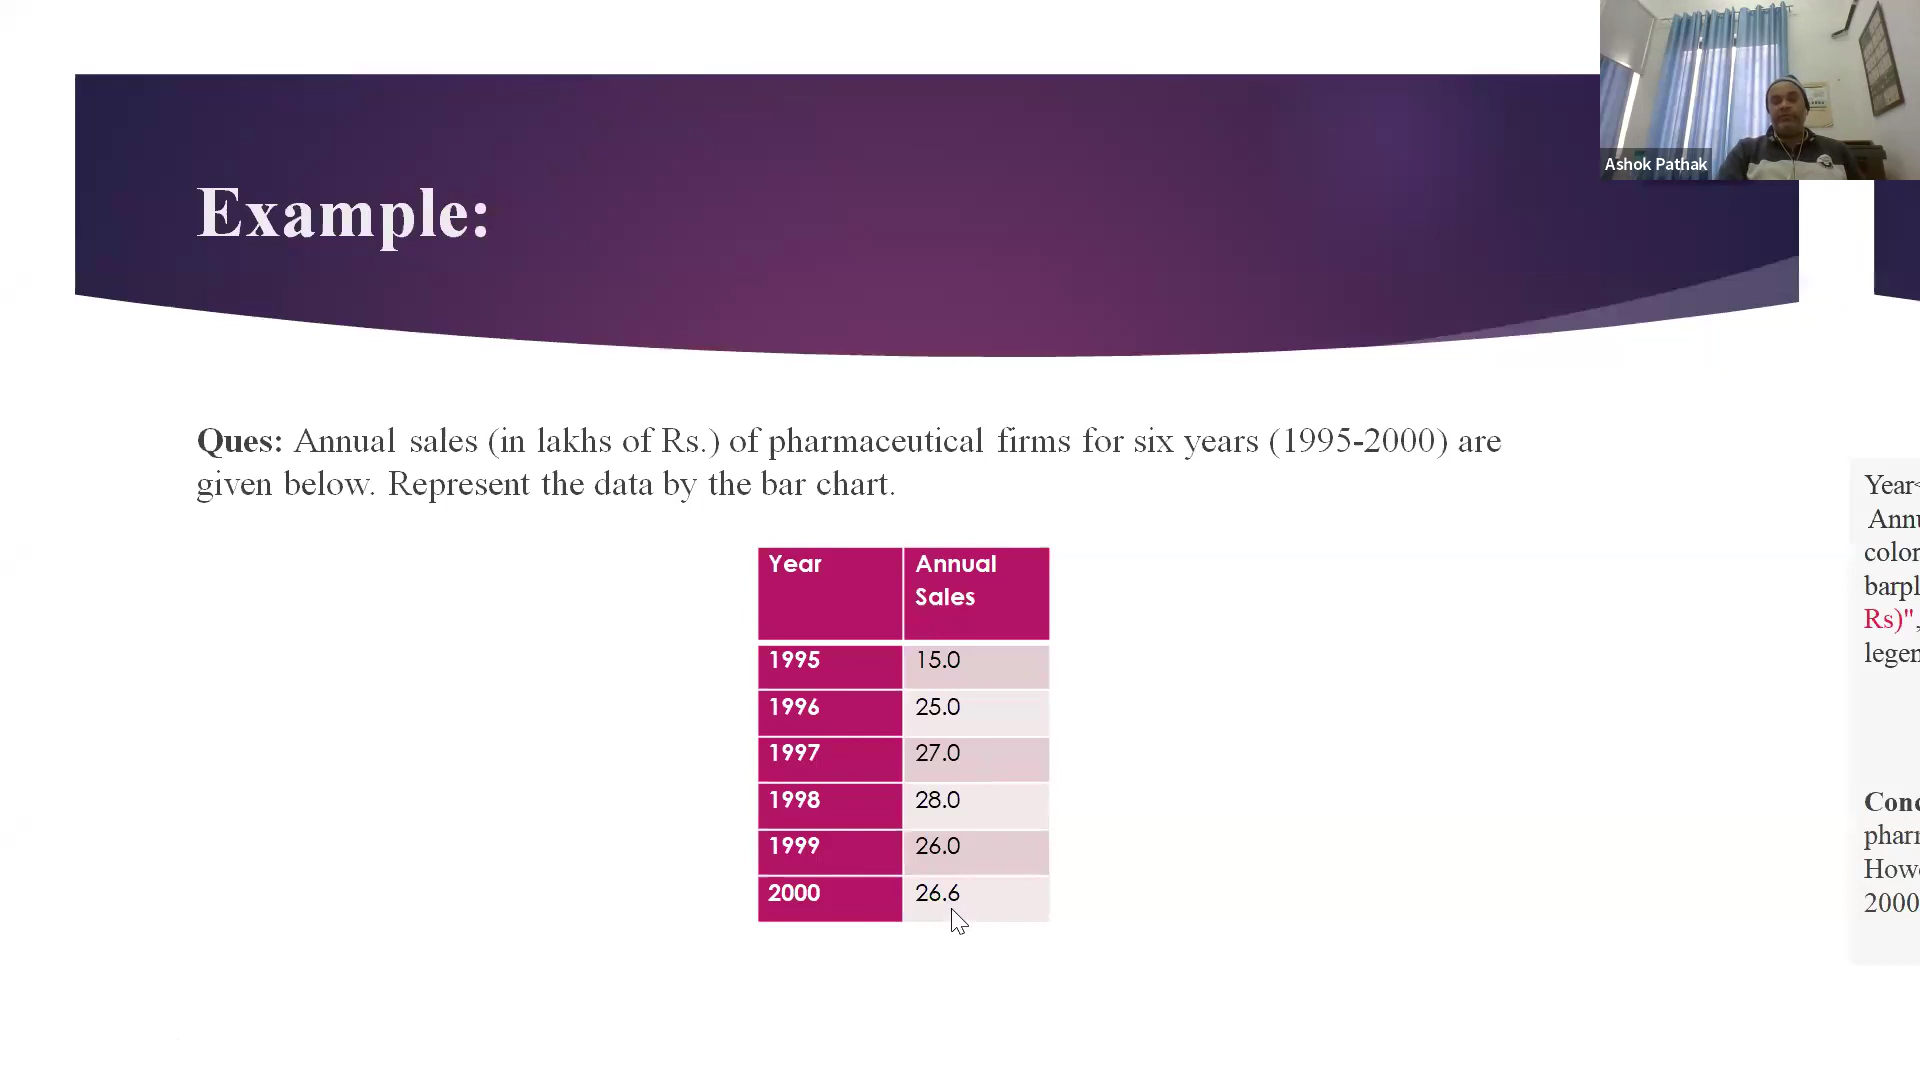 Ashok Pathak
Example:
Ques: Annual sales (in lakhs of Rs.) of pharmaceutical firms for six years (1995-2000) are
given below. Represent the data by the bar chart.
Year Annual
Sales
1995 15.0
1996 25.0
1997 27.0
1998 28.0
1999 26.0
2000 26.6
Year<
Annu
color
barpl
Rs)",
legen
Conc
phar
Howe
2000